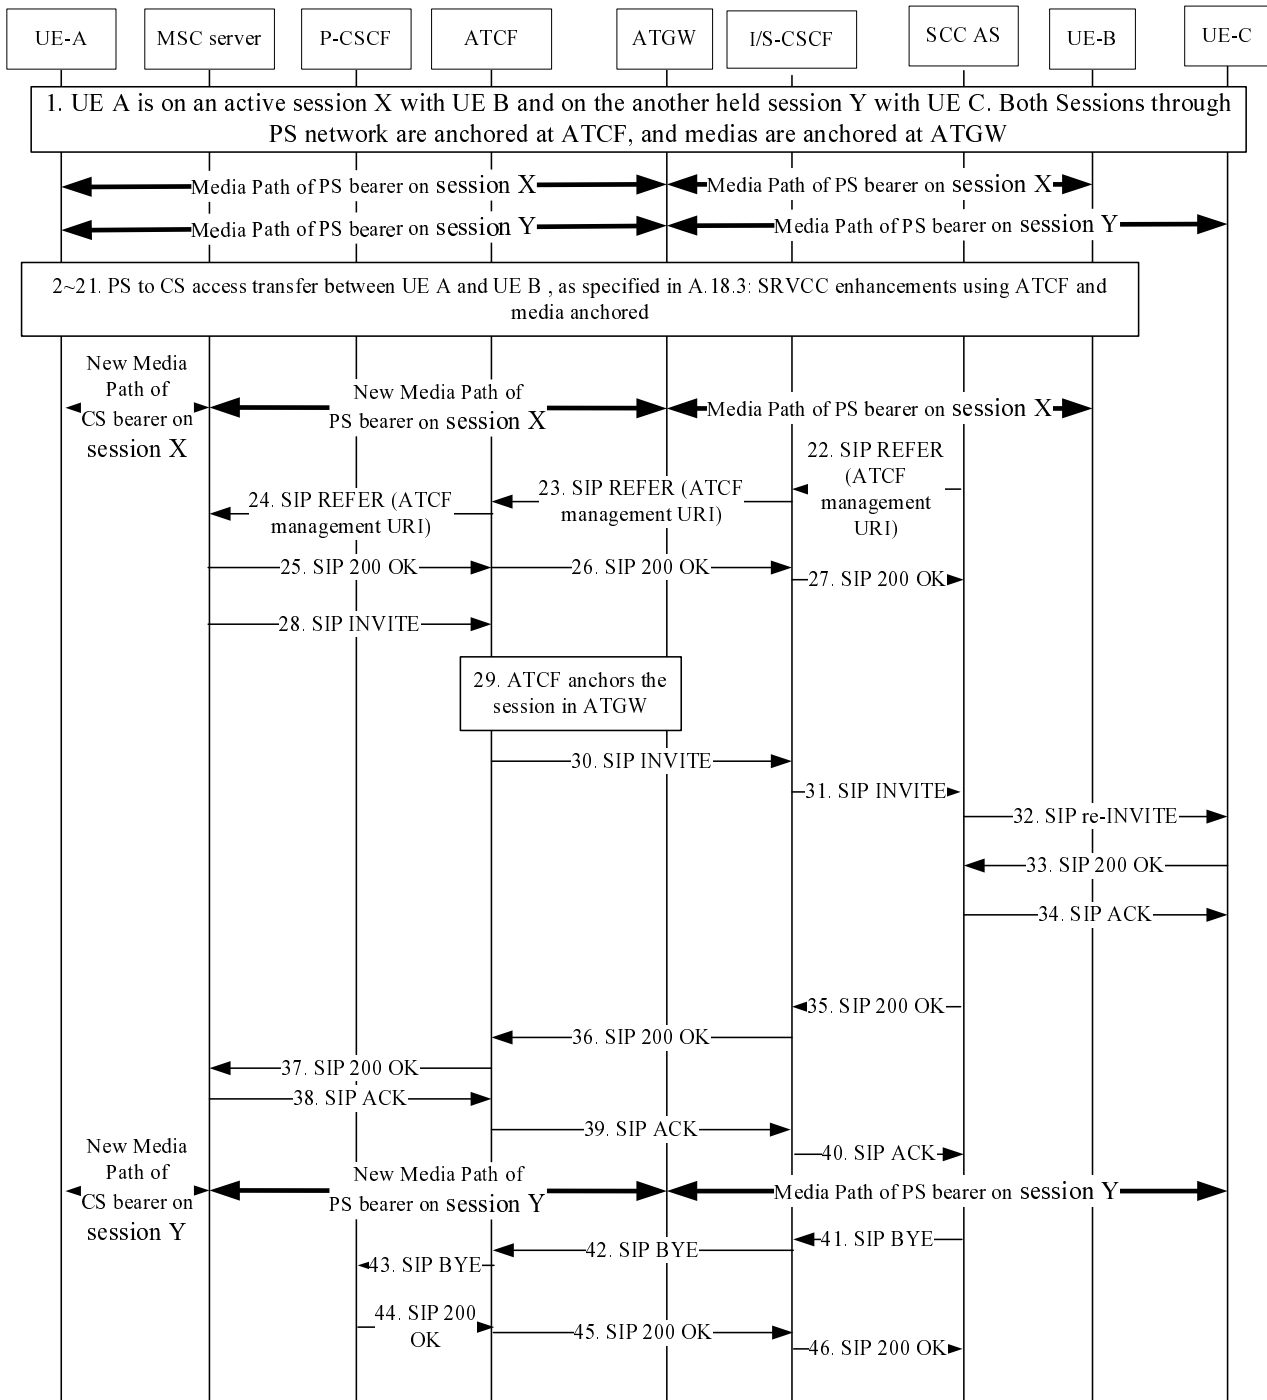 UE-A
MSC server
P-CSCF
ATCF
ATGW
I/S-CSCF
SCC AS
UE-B
UE-C
1. UE A is on an active session X with UE B and on the another held session Y with UE C. Both Sessions through
PS network are anchored at ATCF, and medias are anchored at ATGW
Media Path of PS bearer on session X
Media Path of PS bearer on session X
Media Path of PS bearer on session Y
Media Path of PS bearer on session Y
2~21. PS to CS access transfer between UE A and UE B , as specified in A.18.3: SRVCC enhancements using ATCF and
media anchored
New Media
Path of
CS bearer on
session X
New Media Path of
PS bearer on session X
Media Path of PS bearer on session X
22. SIP REFER
(ATCF
management
URI)
23. SIP REFER (ATCF
management URI)
24. SIP REFER (ATCF
management URI)
25. SIP 200 OK
26. SIP 200 OK
27. SIP 200 OK
28. SIP INVITE
29. ATCF anchors the
session in ATGW
30. SIP INVITE
31. SIP INVITE
32. SIP re-INVITE
33. SIP 200 OK
34. SIP ACK
35. SIP 200 OK
36. SIP 200 OK
37. SIP 200 OK
38. SIP ACK
39. SIP ACK
40. SIP ACK
New Media
Path of
CS bearer on
session Y
New Media Path of
PS bearer on session Y
Media Path of PS bearer on session Y
41. SIP BYE
42. SIP BYE
43. SIP BYE
44. SIP 200
OK
45. SIP 200 OK
46. SIP 200 OK